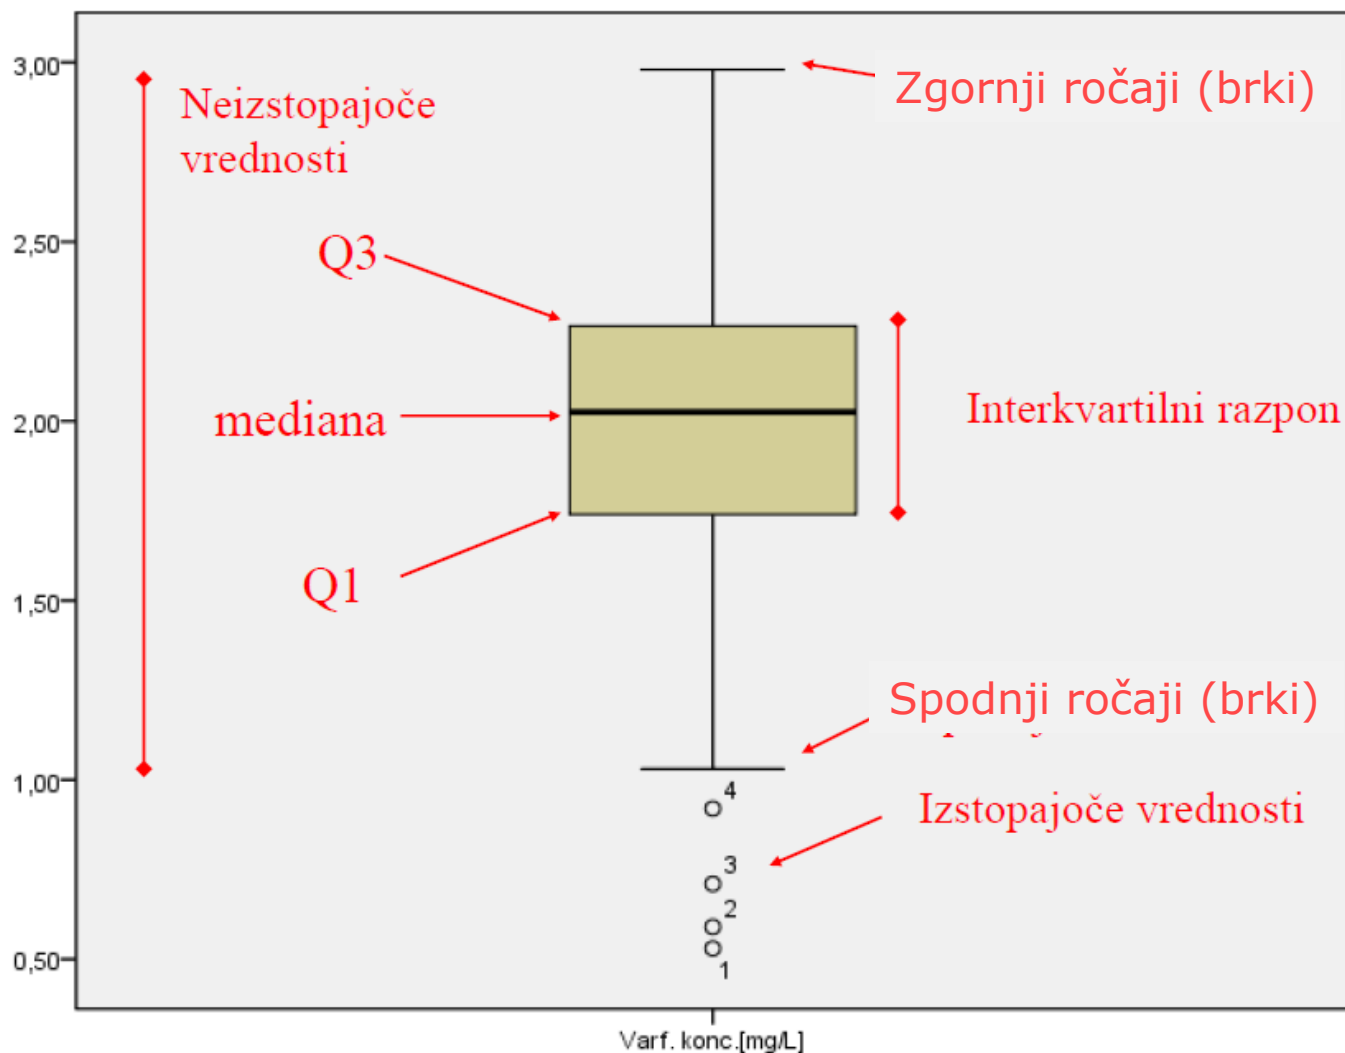 3,00
Zgornji ročaji (brki)
Neizstopajoče
vrednosti
2,50
Q3
2,00
mediana
Interkvartilni razpon
Q1
1,50
Spodnji ročaji (brki)
1,00
4
Izstopajoče vrednosti
3
2
0,50
1
Varf. konc.[mg/L]